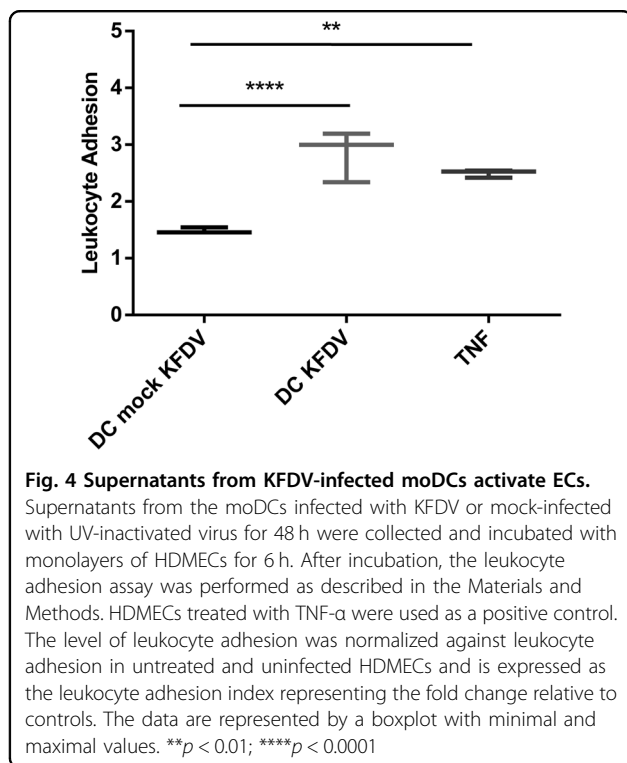 5
**
****
4
3
2
1
0
Leukocyte Adhesion
DC mock KFDV
DC KFDV
TNF
Fig. 4 Supernatants from KFDV-infected moDCs activate ECs.
Supernatants from the moDCs infected with KFDV or mock-infected
with UV-inactivated virus for 48 h were collected and incubated with
monolayers of HDMECs for 6 h. After incubation, the leukocyte
adhesion assay was performed as described in the Materials and
Methods. HDMECs treated with TNF-α were used as a positive control.
The level of leukocyte adhesion was normalized against leukocyte
adhesion in untreated and uninfected HDMECs and is expressed as
the leukocyte adhesion index representing the fold change relative to
controls. The data are represented by a boxplot with minimal and
maximal values. **p < 0.01; ****p < 0.0001